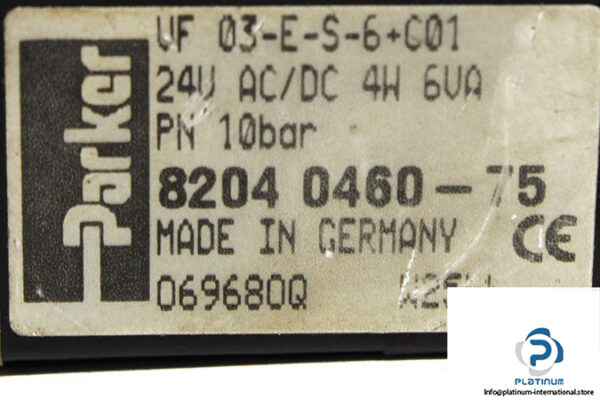 Parker
VF 03-E-S-6+G01
24V AC/DC 4W 6VA
PN 10bar
8204 0460-75
MADE IN GERMANY CE
069680Q
PLATINUM
Info@platinum-international.store